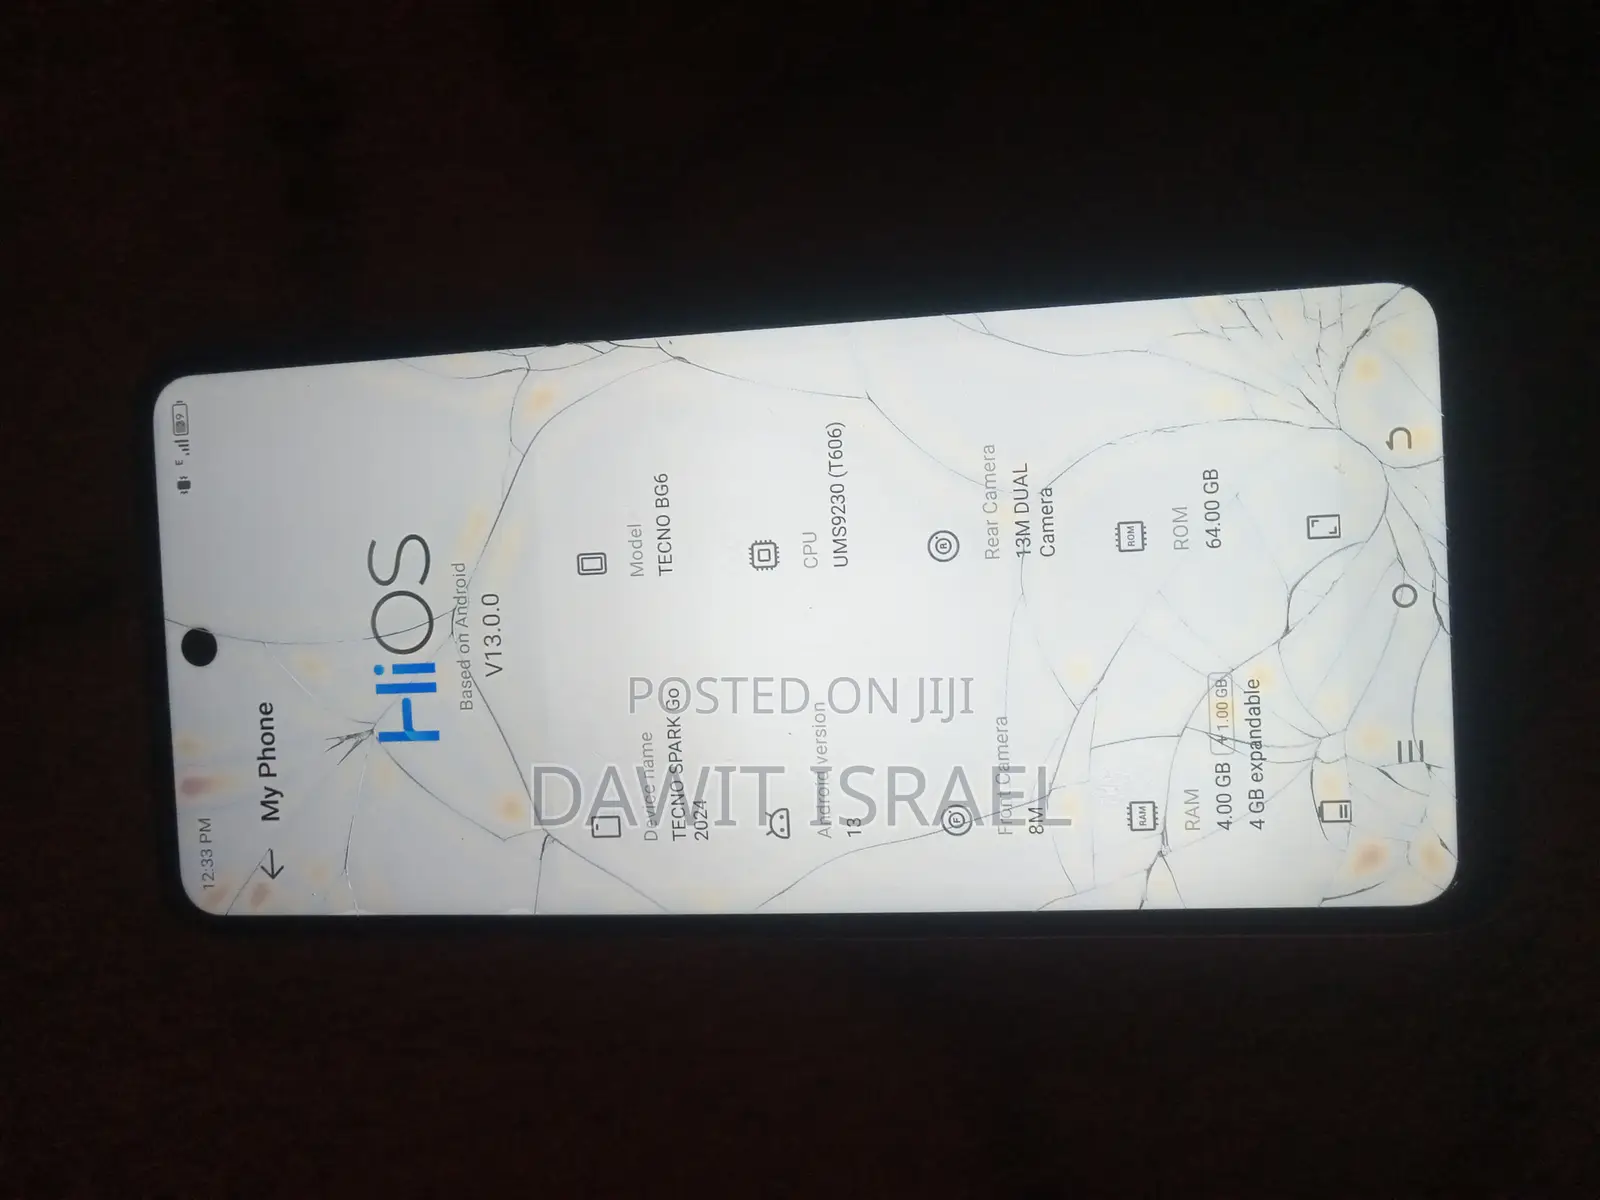 12:33 PM
E
9
My Phone
HiOS
Based on Android
V13.0.0
Device name
TECNO SPARK Go
2024
Model
TECNO BG6
Android version
13
CPU
UMS9230 (T606)
Front Camera
8M
Rear Camera
13M DUAL
Camera
RAM
RAM
4.00 GB 1.00 GB
4 GB expandable
ROM
ROM
64.00 GB
F
R
POSTED ON JIJI
DAWIT ISRAEL